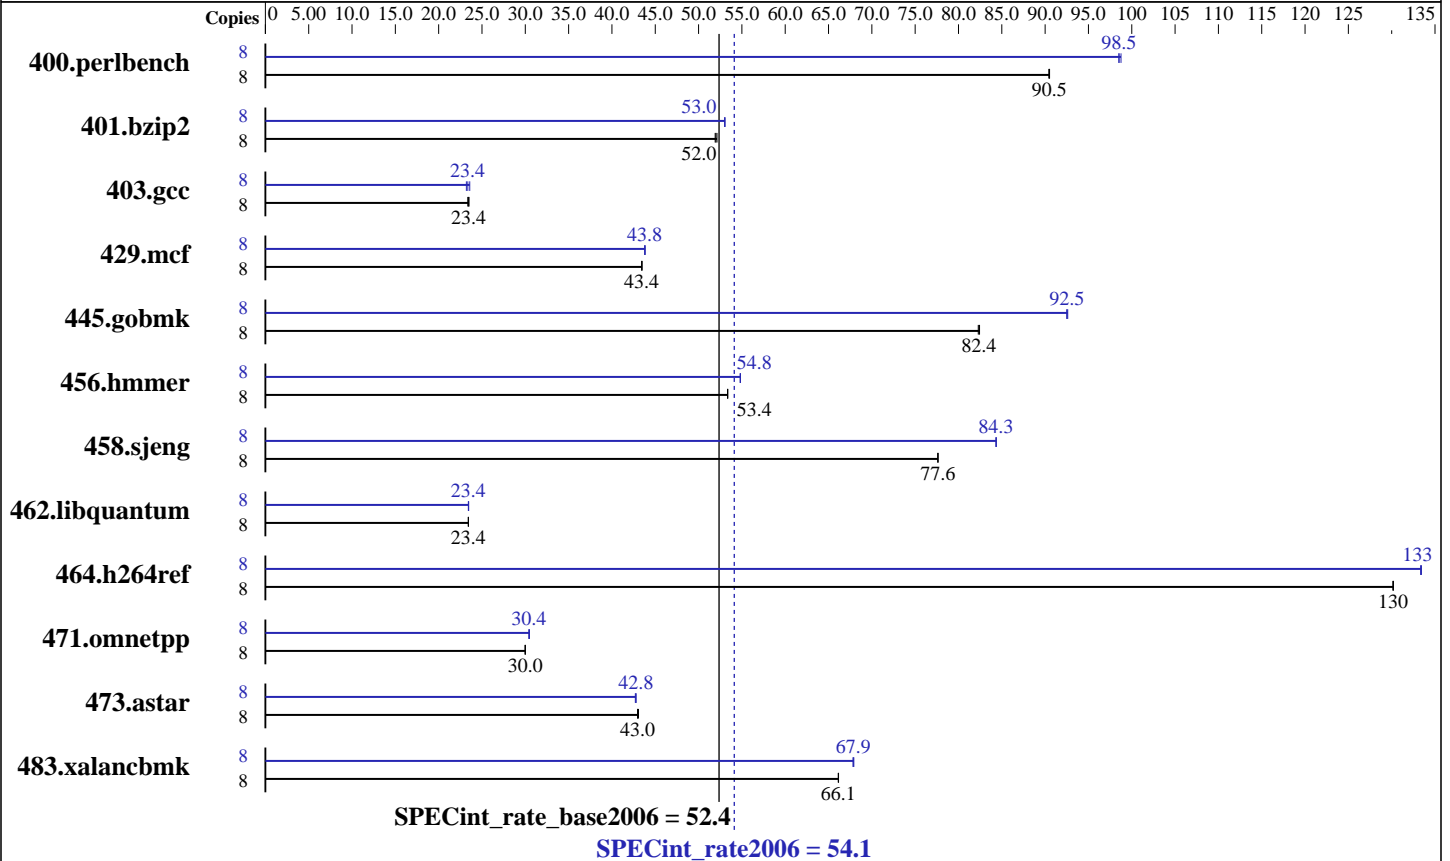 Copies 0 5.00 10.0 15.0 20.0 25.0 30.0 35.0 40.0 45.0 50.0 55.0 60.0 65.0 70.0 75.0 80.0 85.0 90.0 95.0 100 105 110 115 120 125 135
400.perlbench 8 98.5
8 90.5
401.bzip2 8 53.0
8 52.0
403.gcc 8 23.4
8 23.4
429.mcf 8 43.8
8 43.4
445.gobmk 8 92.5
8 82.4
456.hmmer 8 54.8
8 53.4
458.sjeng 8 84.3
8 77.6
462.libquantum 8 23.4
8 23.4
464.h264ref 8 133
8 130
471.omnetpp 8 30.4
8 30.0
473.astar 8 42.8
8 43.0
483.xalancbmk 8 67.9
8 66.1
SPECint_rate_base2006 = 52.4
SPECint_rate2006 = 54.1